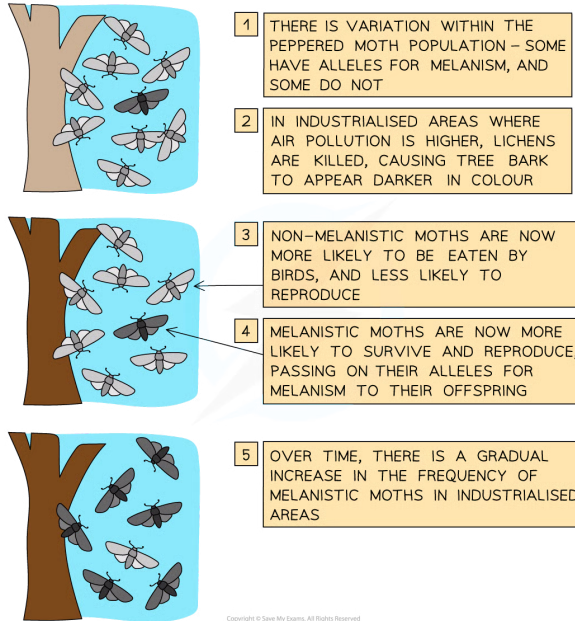 1 THERE IS VARIATION WITHIN THE
PEPPERED MOTH POPULATION – SOME
HAVE ALLELES FOR MELANISM, AND
SOME DO NOT
2 IN INDUSTRIALISED AREAS WHERE
AIR POLLUTION IS HIGHER, LICHENS
ARE KILLED, CAUSING TREE BARK
TO APPEAR DARKER IN COLOUR
3 NON-MELANISTIC MOTHS ARE NOW
MORE LIKELY TO BE EATEN BY
BIRDS, AND LESS LIKELY TO
REPRODUCE
4 MELANISTIC MOTHS ARE NOW MORE
LIKELY TO SURVIVE AND REPRODUCE,
PASSING ON THEIR ALLELES FOR
MELANISM TO THEIR OFFSPRING
5 OVER TIME, THERE IS A GRADUAL
INCREASE IN THE FREQUENCY OF
MELANISTIC MOTHS IN INDUSTRIALISED
AREAS
Copyright © Save My Exams. All Rights Reserved